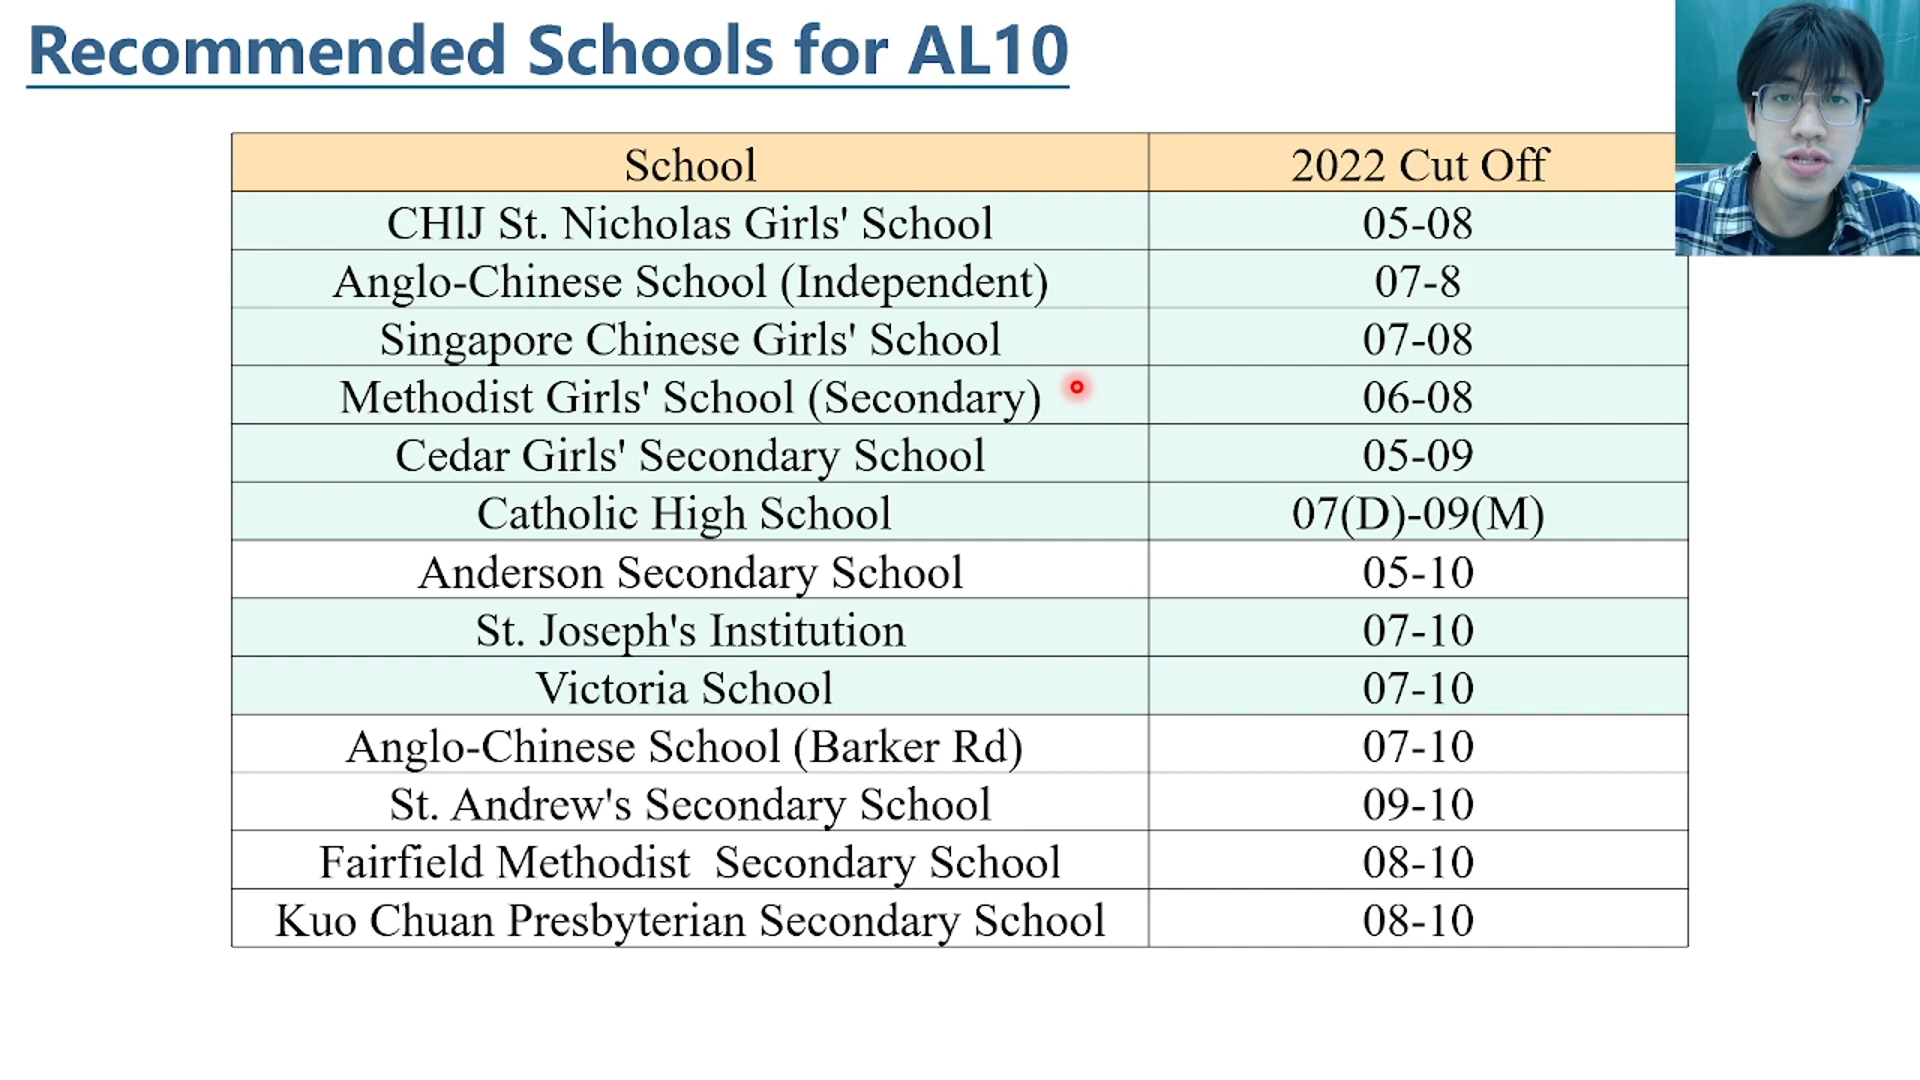 Recommended Schools for AL10
School 2022 Cut Off
CHlJ St. Nicholas Girls' School 05-08
Anglo-Chinese School (Independent) 07-8
Singapore Chinese Girls' School 07-08
Methodist Girls' School (Secondary) 06-08
Cedar Girls' Secondary School 05-09
Catholic High School 07(D)-09(M)
Anderson Secondary School 05-10
St. Joseph's Institution 07-10
Victoria School 07-10
Anglo-Chinese School (Barker Rd) 07-10
St. Andrew's Secondary School 09-10
Fairfield Methodist  Secondary School 08-10
Kuo Chuan Presbyterian Secondary School 08-10